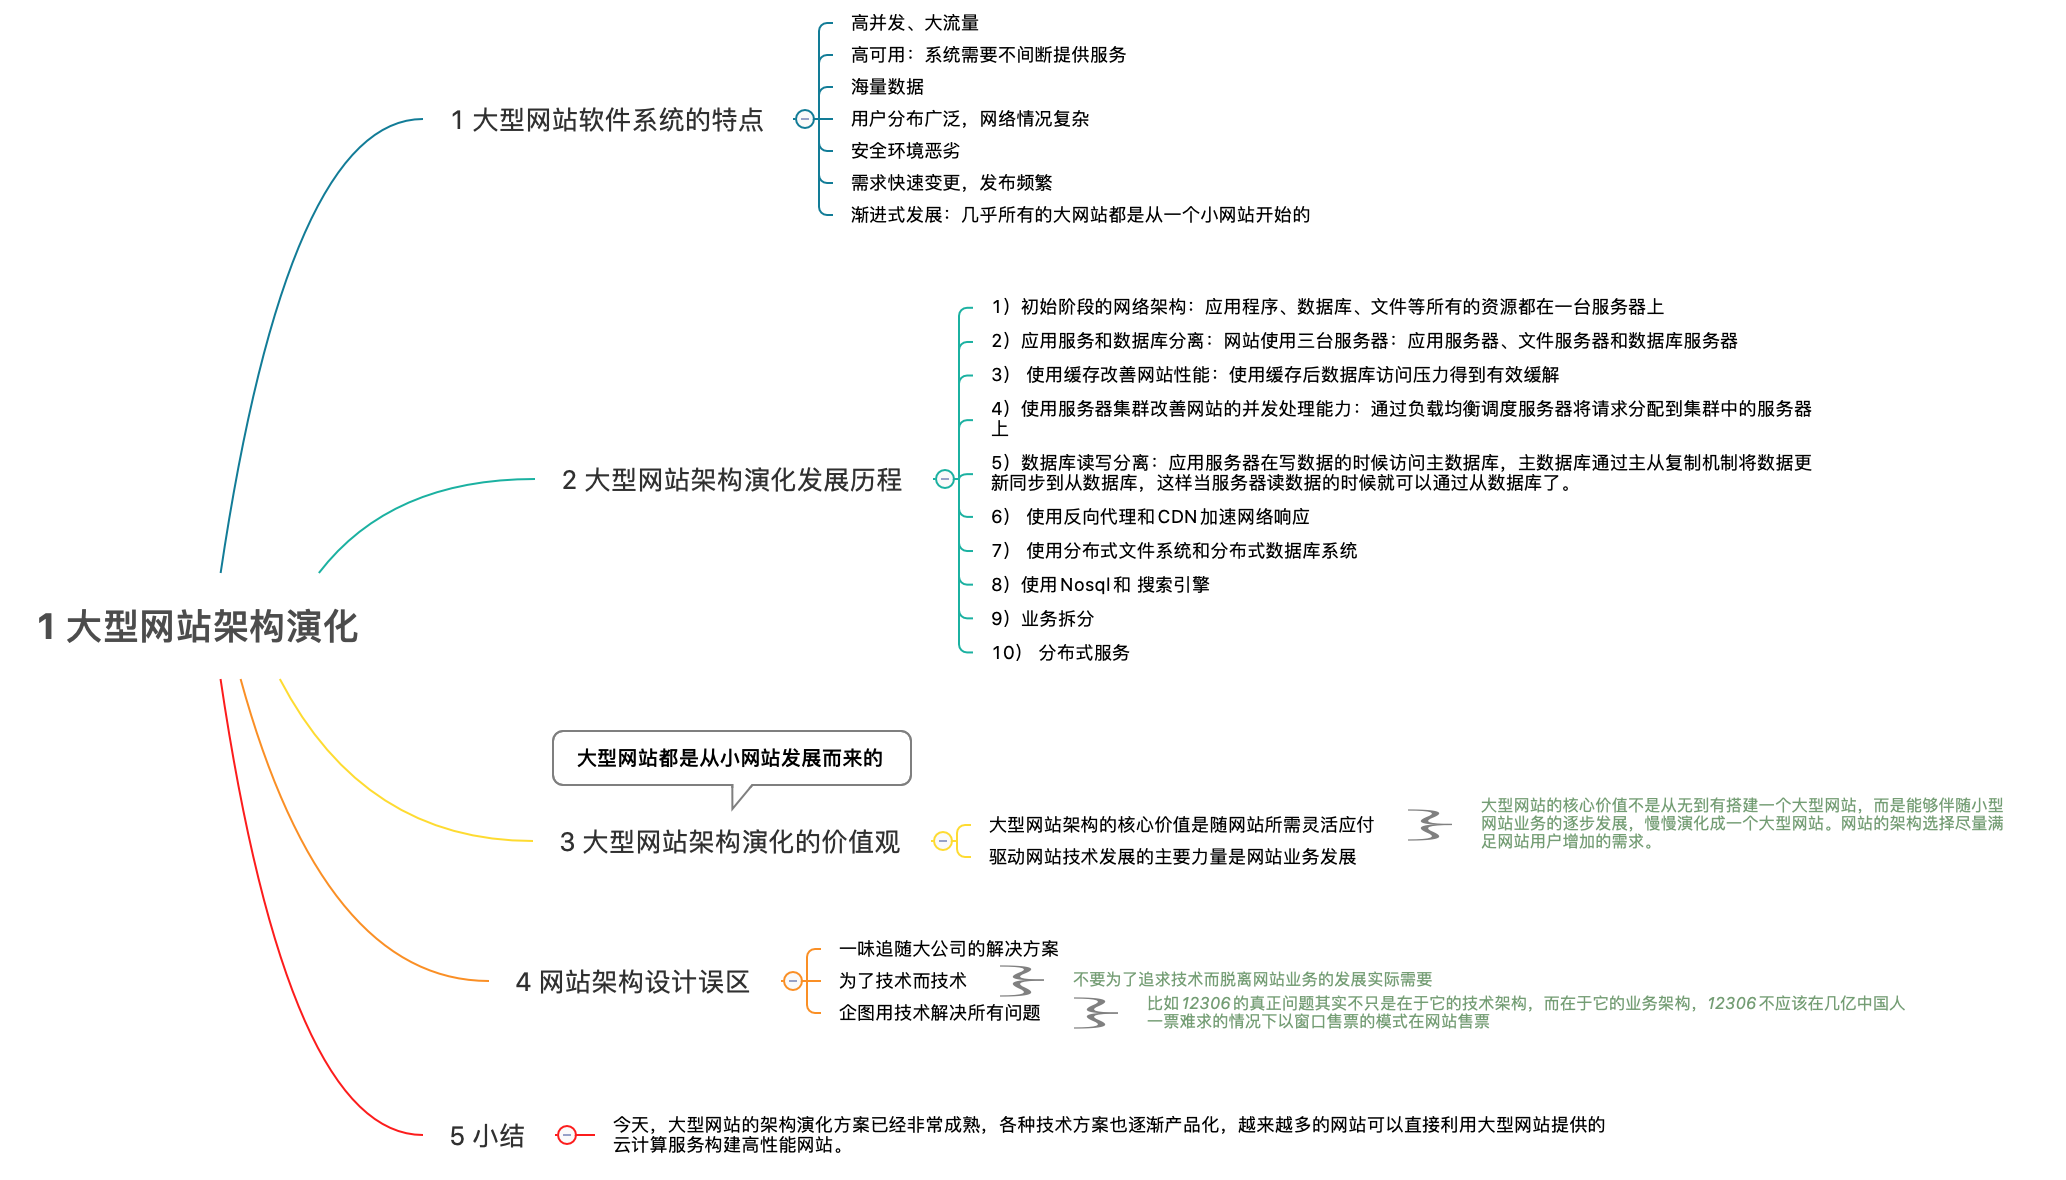 1 大型网站架构演化
1 大型网站软件系统的特点
高并发、大流量
高可用：系统需要不间断提供服务
海量数据
用户分布广泛，网络情况复杂
安全环境恶劣
需求快速变更，发布频繁
渐进式发展：几乎所有的大网站都是从一个小网站开始的
2 大型网站架构演化发展历程
1）初始阶段的网络架构：应用程序、数据库、文件等所有的资源都在一台服务器上
2）应用服务和数据库分离：网站使用三台服务器：应用服务器、文件服务器和数据库服务器
3） 使用缓存改善网站性能：使用缓存后数据库访问压力得到有效缓解
4）使用服务器集群改善网站的并发处理能力：通过负载均衡调度服务器将请求分配到集群中的服务器
上
5）数据库读写分离：应用服务器在写数据的时候访问主数据库，主数据库通过主从复制机制将数据更
新同步到从数据库，这样当服务器读数据的时候就可以通过从数据库了。
6） 使用反向代理和CDN加速网络响应
7） 使用分布式文件系统和分布式数据库系统
8）使用Nosql和 搜索引擎
9）业务拆分
10） 分布式服务
大型网站都是从小网站发展而来的
3 大型网站架构演化的价值观
大型网站架构的核心价值是随网站所需灵活应付
大型网站的核心价值不是从无到有搭建一个大型网站，而是能够伴随小型
网站业务的逐步发展，慢慢演化成一个大型网站。网站的架构选择尽量满
足网站用户增加的需求。
驱动网站技术发展的主要力量是网站业务发展
4 网站架构设计误区
一味追随大公司的解决方案
为了技术而技术
不要为了追求技术而脱离网站业务的发展实际需要
企图用技术解决所有问题
比如12306的真正问题其实不只是在于它的技术架构，而在于它的业务架构，12306不应该在几亿中国人
一票难求的情况下以窗口售票的模式在网站售票
5 小结
今天，大型网站的架构演化方案已经非常成熟，各种技术方案也逐渐产品化，越来越多的网站可以直接利用大型网站提供的
云计算服务构建高性能网站。